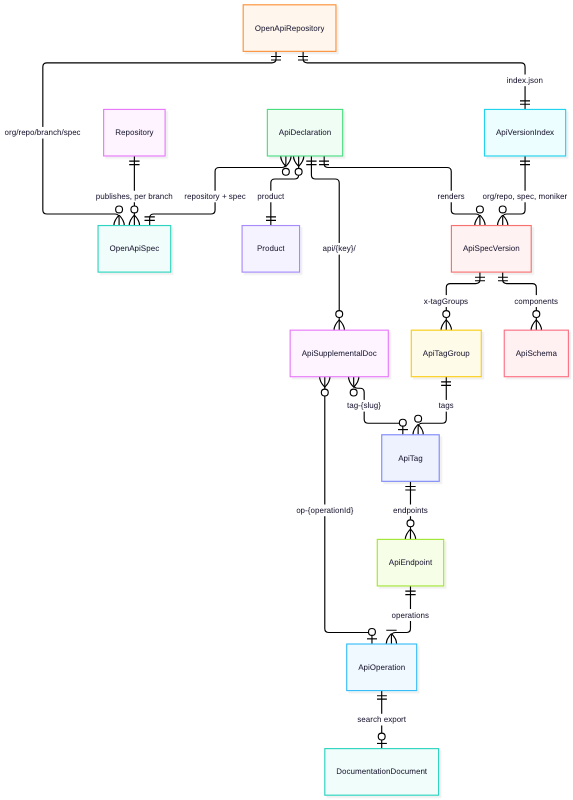 OpenApiRepository
index.json
org/repo/branch/spec
Repository
ApiDeclaration
ApiVersionIndex
publishes, per branch
repository + spec
product
renders
org/repo, spec, moniker
OpenApiSpec
Product
api/{key}/
ApiSpecVersion
x-tagGroups
components
ApiSupplementalDoc
ApiTagGroup
ApiSchema
tag-{slug}
tags
ApiTag
op-{operationId}
endpoints
ApiEndpoint
operations
ApiOperation
search export
DocumentationDocument